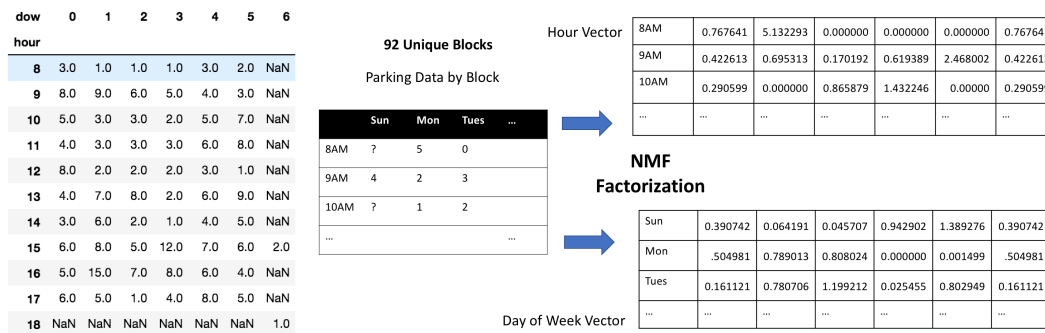 dow 0 1 2 3 4 5 6
hour
8 3.0 1.0 1.0 1.0 3.0 2.0 NaN
9 8.0 9.0 6.0 5.0 4.0 3.0 NaN
10 5.0 3.0 3.0 2.0 5.0 7.0 NaN
11 4.0 3.0 3.0 3.0 6.0 8.0 NaN
12 8.0 2.0 2.0 2.0 3.0 1.0 NaN
13 4.0 7.0 8.0 2.0 6.0 9.0 NaN
14 3.0 6.0 2.0 1.0 4.0 5.0 NaN
15 6.0 8.0 5.0 12.0 7.0 6.0 2.0
16 5.0 15.0 7.0 8.0 6.0 4.0 NaN
17 6.0 5.0 1.0 4.0 8.0 5.0 NaN
18 NaN NaN NaN NaN NaN NaN 1.0
92 Unique Blocks
Parking Data by Block
Sun Mon Tues ...
8AM ? 5 0
9AM 4 2 3
10AM ? 1 2
... ...
Hour Vector
8AM 0.767641 5.132293 0.000000 0.000000 0.000000 0.76764
9AM 0.422613 0.695313 0.170192 0.619389 2.468002 0.42261
10AM 0.290599 0.000000 0.865879 1.432246 0.00000 0.290599
... ... ... ... ... ... ...
NMF
Factorization
Sun 0.390742 0.064191 0.045707 0.942902 1.389276 0.390742
Mon .504981 0.789013 0.808024 0.000000 0.001499 .504981
Tues 0.161121 0.780706 1.199212 0.025455 0.802949 0.161121
... ... ... ... ... ... ...
Day of Week Vector